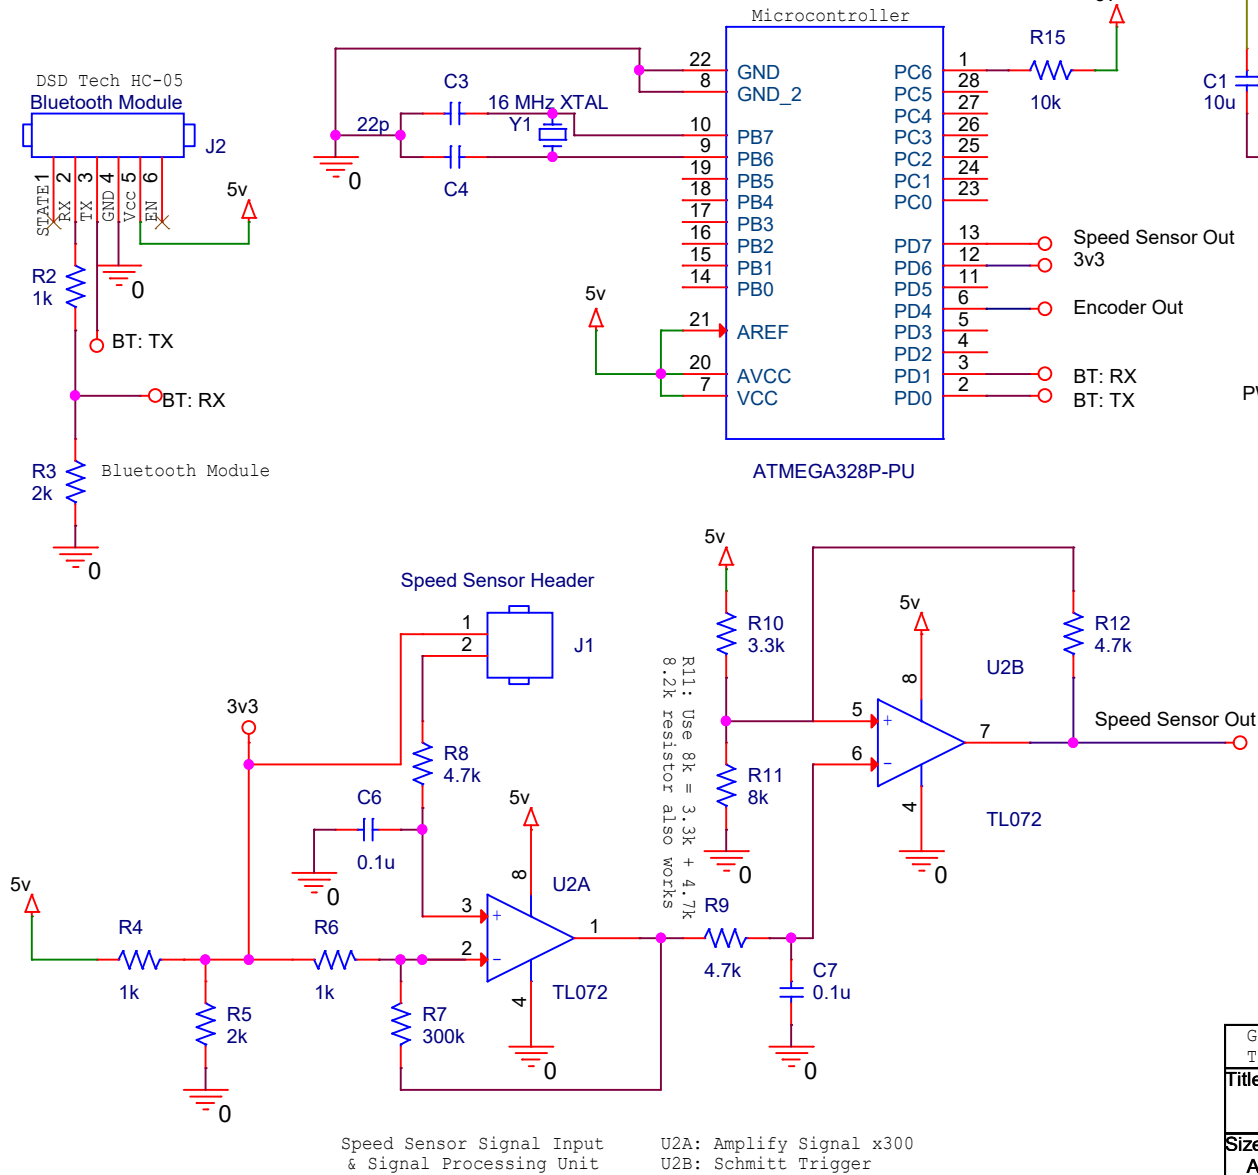 Microcontroller
5v
R15
10k
C1
10u
DSD Tech HC-05
Bluetooth Module
J2
STATE 1
RX 2
TX 3
GND 4
Vcc 5
EN 6
5v
R2
1k
0
BT: TX
BT: RX
R3
2k
Bluetooth Module
0
22p
C3
C4
16 MHz XTAL
Y1
0
22 GND
8 GND_2
10 PB7
9 PB6
19 PB5
18 PB4
17 PB3
16 PB2
15 PB1
14 PB0
21 AREF
20 AVCC
7 VCC
5v
PC6 1
PC5 28
PC4 27
PC3 26
PC2 25
PC1 24
PC0 23
PD7 13 Speed Sensor Out
PD6 12 3v3
PD5 11
PD4 6 Encoder Out
PD3 5
PD2 4
PD1 3 BT: RX
PD0 2 BT: TX
ATMEGA328P-PU
Speed Sensor Header
1
2
J1
3v3
R8
4.7k
C6
0.1u
0
5v
R4
1k
R5
2k
0
R6
1k
R7
300k
5v
8
U2A
3
+
2
-
1
4
TL072
0
R11: Use 8k = 3.3k + 4.7k
8.2k resistor also works
R9
4.7k
C7
0.1u
0
5v
R10
3.3k
R11
8k
0
5v
8
U2B
5
+
6
-
7
4
TL072
0
R12
4.7k
Speed Sensor Out
Speed Sensor Signal Input
& Signal Processing Unit
U2A: Amplify Signal x300
U2B: Schmitt Trigger
G
T
Title
Size
A